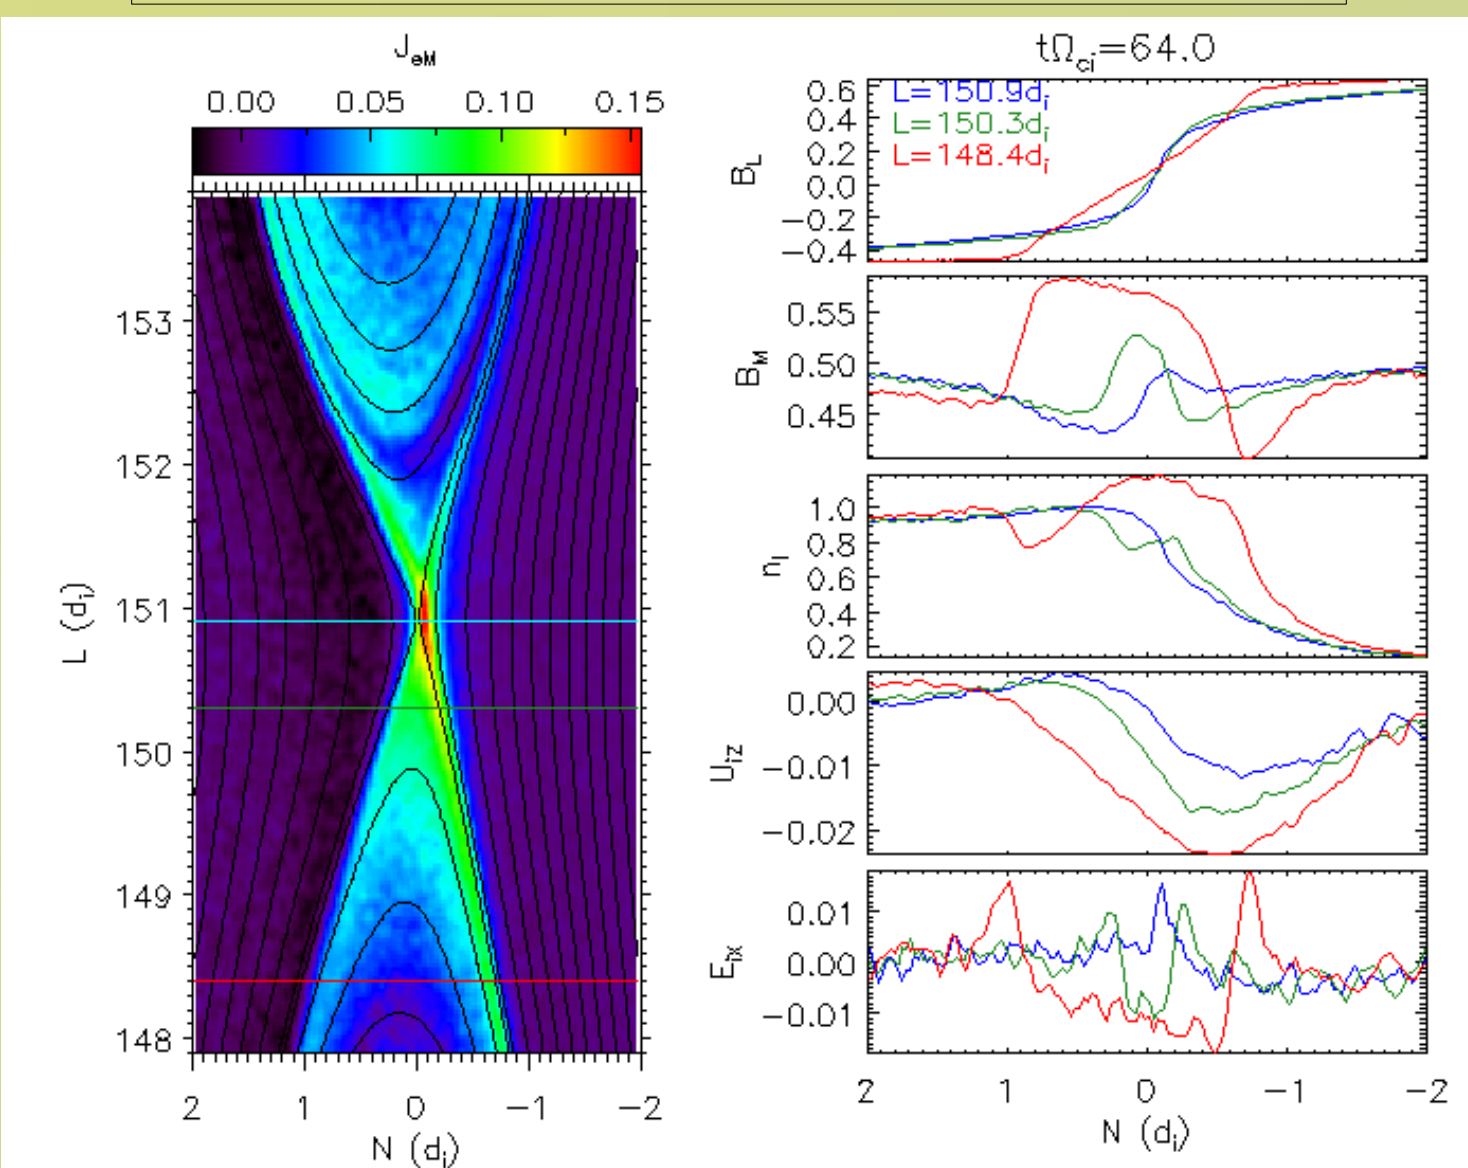 J_eM
0.00 0.05 0.10 0.15
153
152
151
150
149
148
L (d_i)
2 1 0 −1 −2
N (d_i)
tΩ_ci=64.0
L=150.9d_i
L=150.3d_i
L=148.4d_i
0.6
0.4
0.2
0.0
−0.2
−0.4
B_L
0.55
0.50
0.45
B_M
1.0
0.8
0.6
0.4
0.2
n_i
0.00
−0.01
−0.02
U_iz
0.01
0.00
−0.01
E_ix
2 1 0 −1 −2
N (d_i)